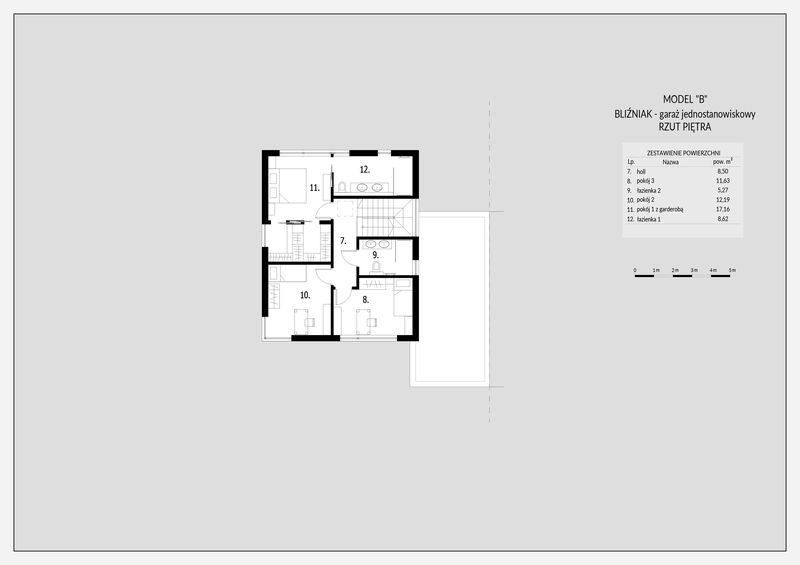 MODEL "B"
BLIŹNIAK - garaż jednostanowiskowy
RZUT PIĘTRA
ZESTAWIENIE POWIERZCHNI
Lp. Nazwa pow. m²
7. holl 8,50
8. pokój 3 11,63
9. łazienka 2 5,27
10. pokój 2 12,19
11. pokój 1 z garderobą 17,16
12. łazienka 1 8,62
0 1m 2m 3m 4m 5m
12.
11.
7.
9.
10.
8.